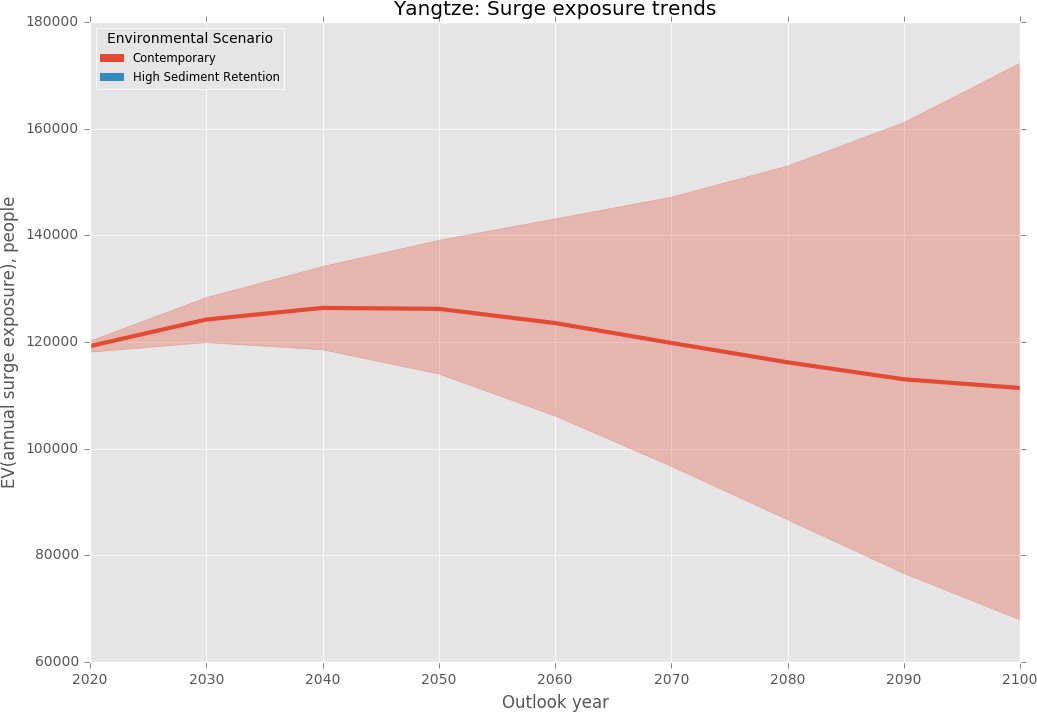 Yangtze: Surge exposure trends
Environmental Scenario
Contemporary
High Sediment Retention
180000
160000
140000
120000
100000
80000
60000
EV(annual surge exposure), people
2020 2030 2040 2050 2060 2070 2080 2090 2100
Outlook year